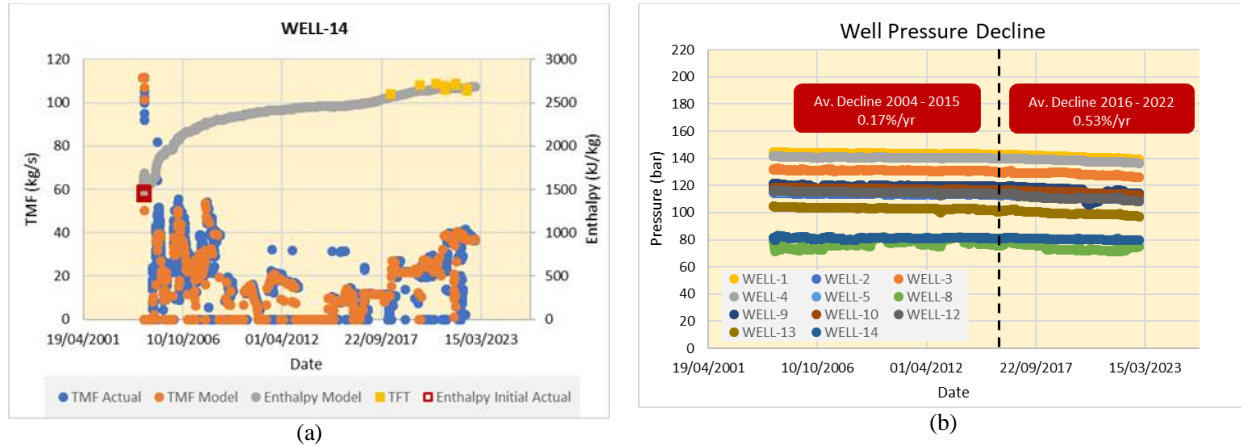 WELL-14
120
100
80
60
40
20
0
TMF (kg/s)
3000
2500
2000
1500
1000
500
0
Enthalpy (kJ/kg)
19/04/2001 10/10/2006 01/04/2012 22/09/2017 15/03/2023
Date
TMF Actual TMF Model Enthalpy Model TFT Enthalpy Initial Actual
(a)
Well Pressure Decline
220
200
180
160
140
120
100
80
60
40
20
0
Pressure (bar)
Av. Decline 2004 - 2015
0.17%/yr
Av. Decline 2016 - 2022
0.53%/yr
WELL-1 WELL-2 WELL-3
WELL-4 WELL-5 WELL-8
WELL-9 WELL-10 WELL-12
WELL-13 WELL-14
19/04/2001 10/10/2006 01/04/2012 22/09/2017 15/03/2023
Date
(b)